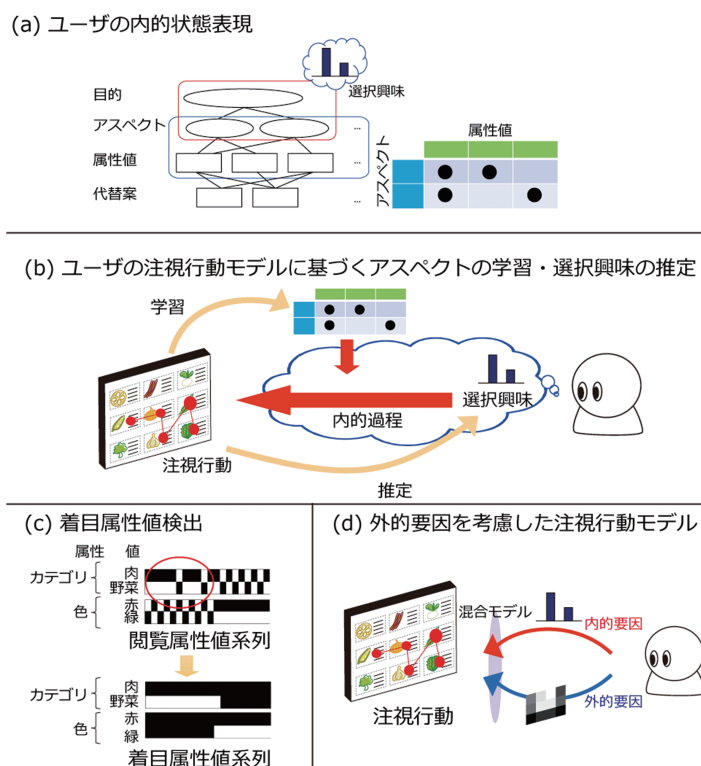 (a) ユーザの内的状態表現
目的
選択興味
アスペクト
...
属性値
...
代替案
...
属性値
アスペクト
(b) ユーザの注視行動モデルに基づくアスペクトの学習・選択興味の推定
学習
選択興味
内的過程
注視行動
推定
(c) 着目属性値検出
属性 値
カテゴリ 肉
野菜
色 赤
緑
閲覧属性値系列
カテゴリ 肉
野菜
色 赤
緑
着目属性値系列
(d) 外的要因を考慮した注視行動モデル
混合モデル
内的要因
外的要因
注視行動